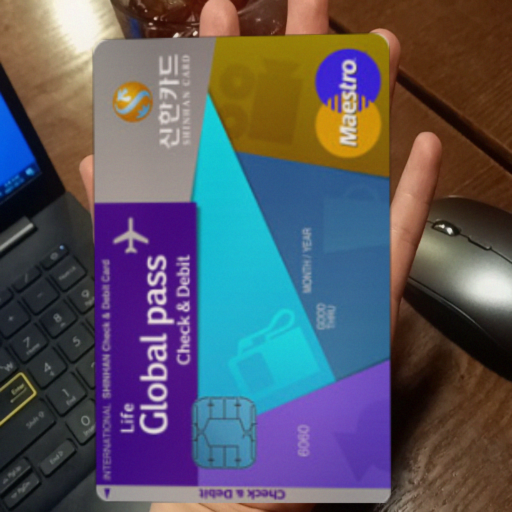 신한카드
SHINHAN CARD
Maestro
INTERNATIONAL SHINHAN Check & Debit Card
Life
Global pass
Check & Debit
MONTH / YEAR
GOOD
THRU
6060
Check & Debit